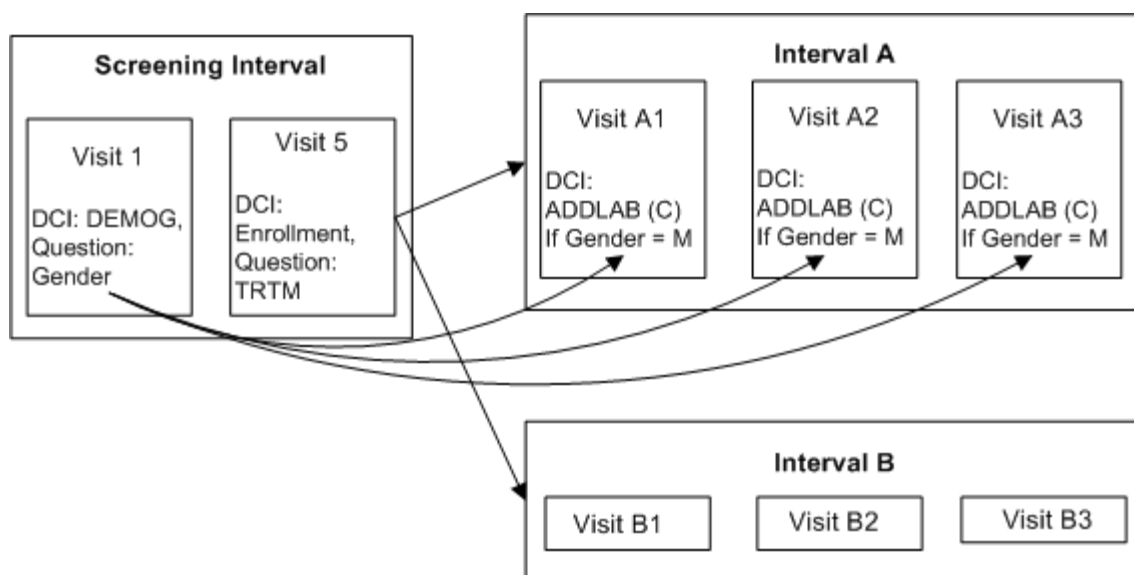 Screening Interval
Visit 1
DCI: DEMOG,
Question:
Gender
Visit 5
DCI:
Enrollment,
Question:
TRTM
Interval A
Visit A1
DCI:
ADDLAB (C)
If Gender = M
Visit A2
DCI:
ADDLAB (C)
If Gender = M
Visit A3
DCI:
ADDLAB (C)
If Gender = M
Interval B
Visit B1
Visit B2
Visit B3